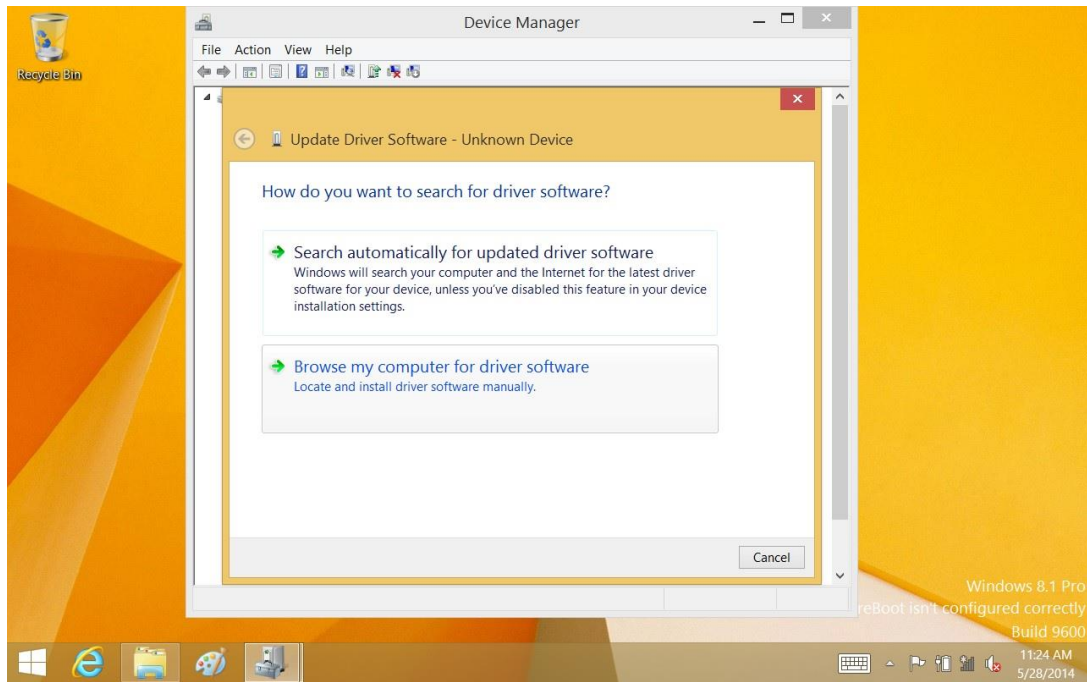 Recycle Bin
Device Manager
File Action View Help
Update Driver Software - Unknown Device
How do you want to search for driver software?
Search automatically for updated driver software
Windows will search your computer and the Internet for the latest driver
software for your device, unless you've disabled this feature in your device
installation settings.
Browse my computer for driver software
Locate and install driver software manually.
Cancel
Windows 8.1 Pro
reBoot isn't configured correctly
Build 9600
11:24 AM
5/28/2014